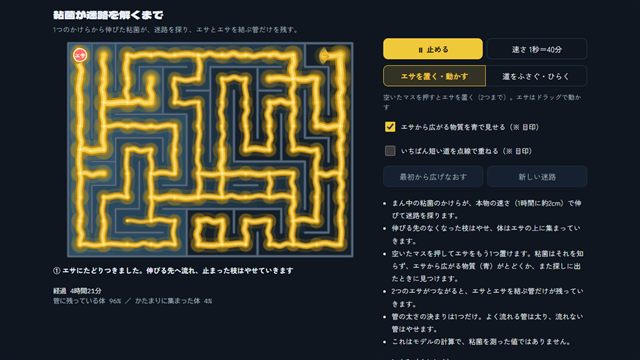 粘菌が迷路を解くまで
1つのかけらから伸びた粘菌が、迷路を探り、エサとエサを結ぶ管だけを残す。
エサ
① エサにたどりつきました。伸びる先へ流れ、止まった枝はやせていきます
経過 4時間21分
管に残っている体 96% ／ かたまりに集まった体 4%
⏸ 止める
速さ 1秒=40分
エサを置く・動かす
道をふさぐ・ひらく
空いたマスを押すとエサを置く（2つまで）。エサはドラッグで動か
す
エサから広がる物質を青で見せる（※ 目印）
いちばん短い道を点線で重ねる（※ 目印）
最初から広げなおす
新しい迷路
• まん中の粘菌のかけらが、本物の速さ（1時間に約2cm）で伸
びて迷路を探ります。
• 伸びる先のなくなった枝はやせ、体はエサの上に集まってい
きます。
• 空いたマスを押してエサをもう1つ置けます。粘菌はそれを知
らず、エサから広がる物質（青）がとどくか、また探しに出
たときに見つけます。
• 2つのエサがつながると、エサとエサを結ぶ管だけが残ってい
きます。
• 管の太さの決まりは1つだけ。よく流れる管は太り、流れない
管はやせます。
• これはモデルの計算で、粘菌を測った値ではありません。